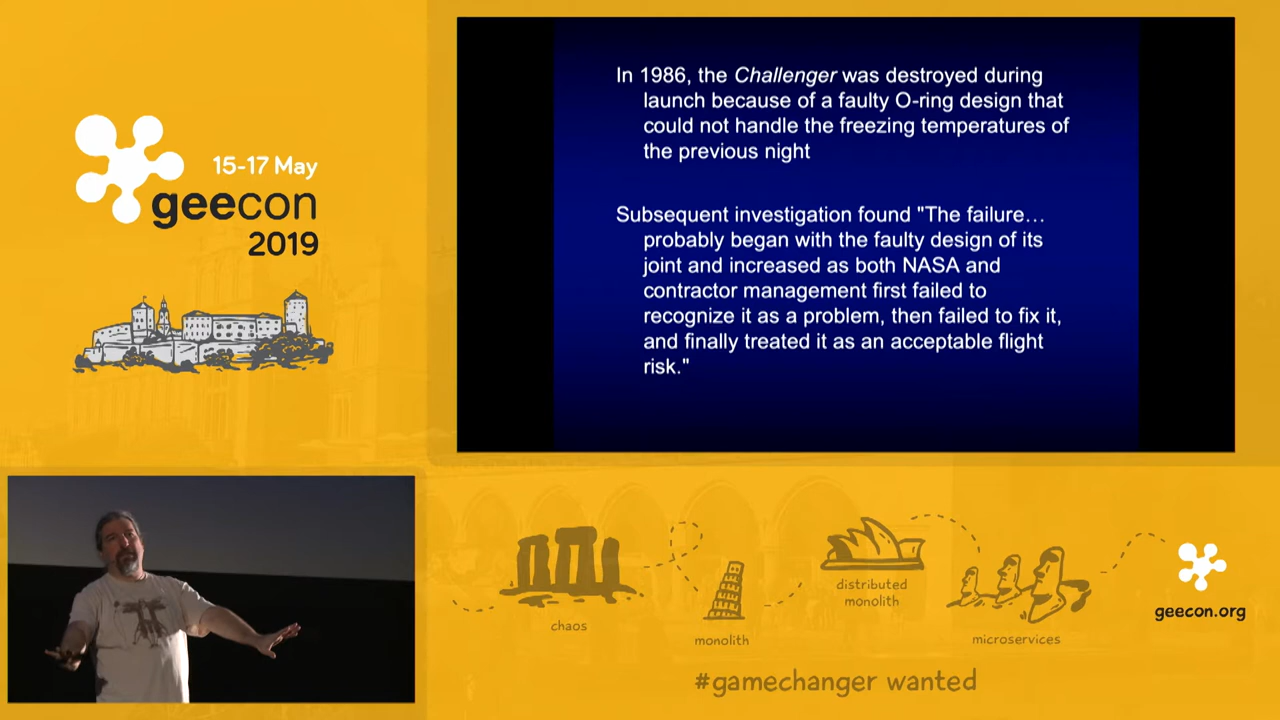 15-17 May
geecon
2019
In 1986, the Challenger was destroyed during
launch because of a faulty O-ring design that
could not handle the freezing temperatures of
the previous night
Subsequent investigation found "The failure…
probably began with the faulty design of its
joint and increased as both NASA and
contractor management first failed to
recognize it as a problem, then failed to fix it,
and finally treated it as an acceptable flight
risk."
chaos
monolith
distributed
monolith
microservices
geecon.org
#gamechanger wanted